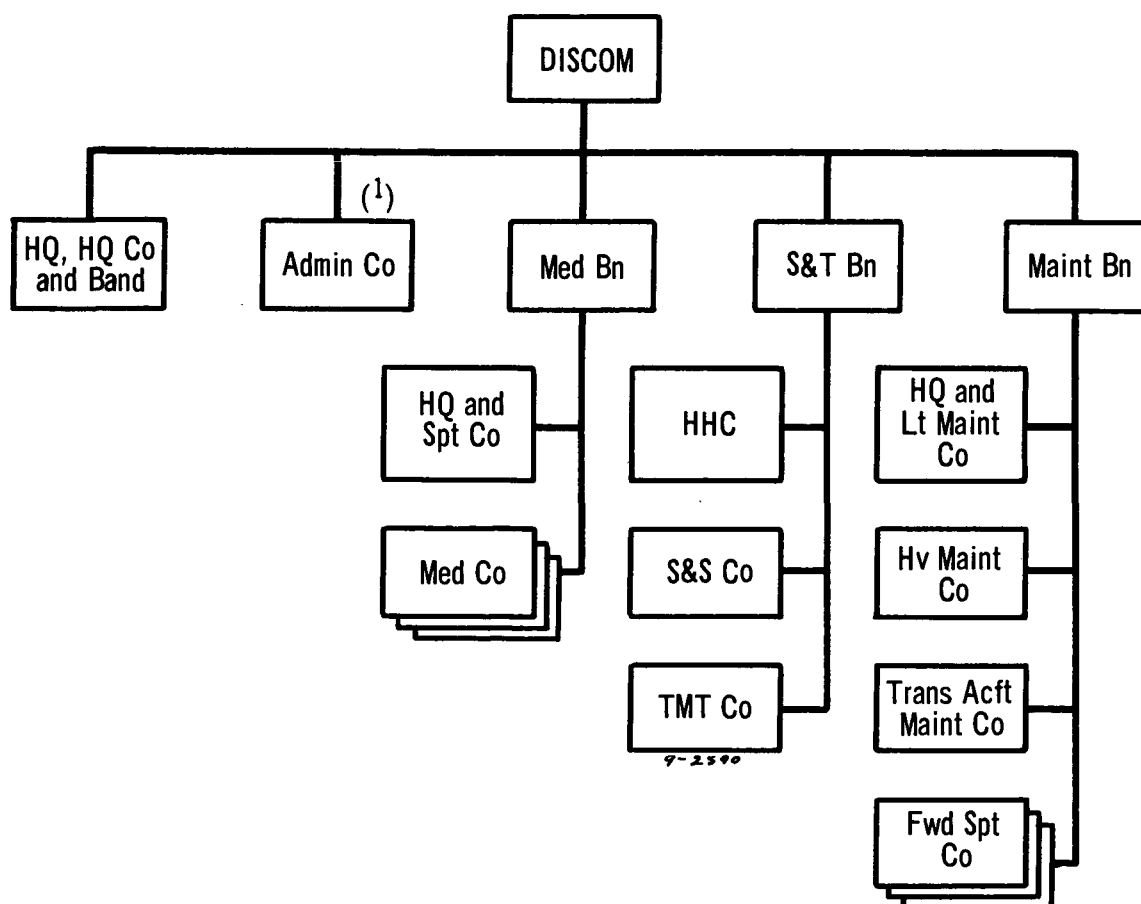 DISCOM
(1)
HQ, HQ Co
and Band
Admin Co
Med Bn
S&T Bn
Maint Bn
HQ and
Spt Co
HHC
HQ and
Lt Maint
Co
Med Co
S&S Co
Hv Maint
Co
TMT Co
9-2590
Trans Acft
Maint Co
Fwd Spt
Co